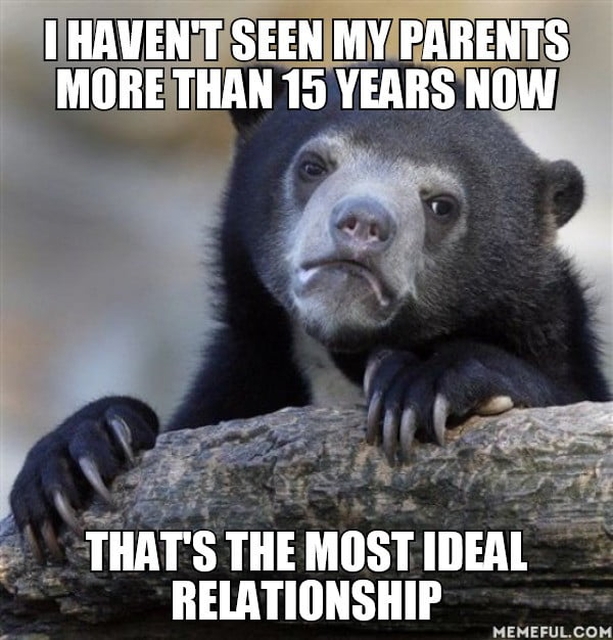 I HAVEN'T SEEN MY PARENTS
MORE THAN 15 YEARS NOW
THAT'S THE MOST IDEAL
RELATIONSHIP
MEMEFUL.COM